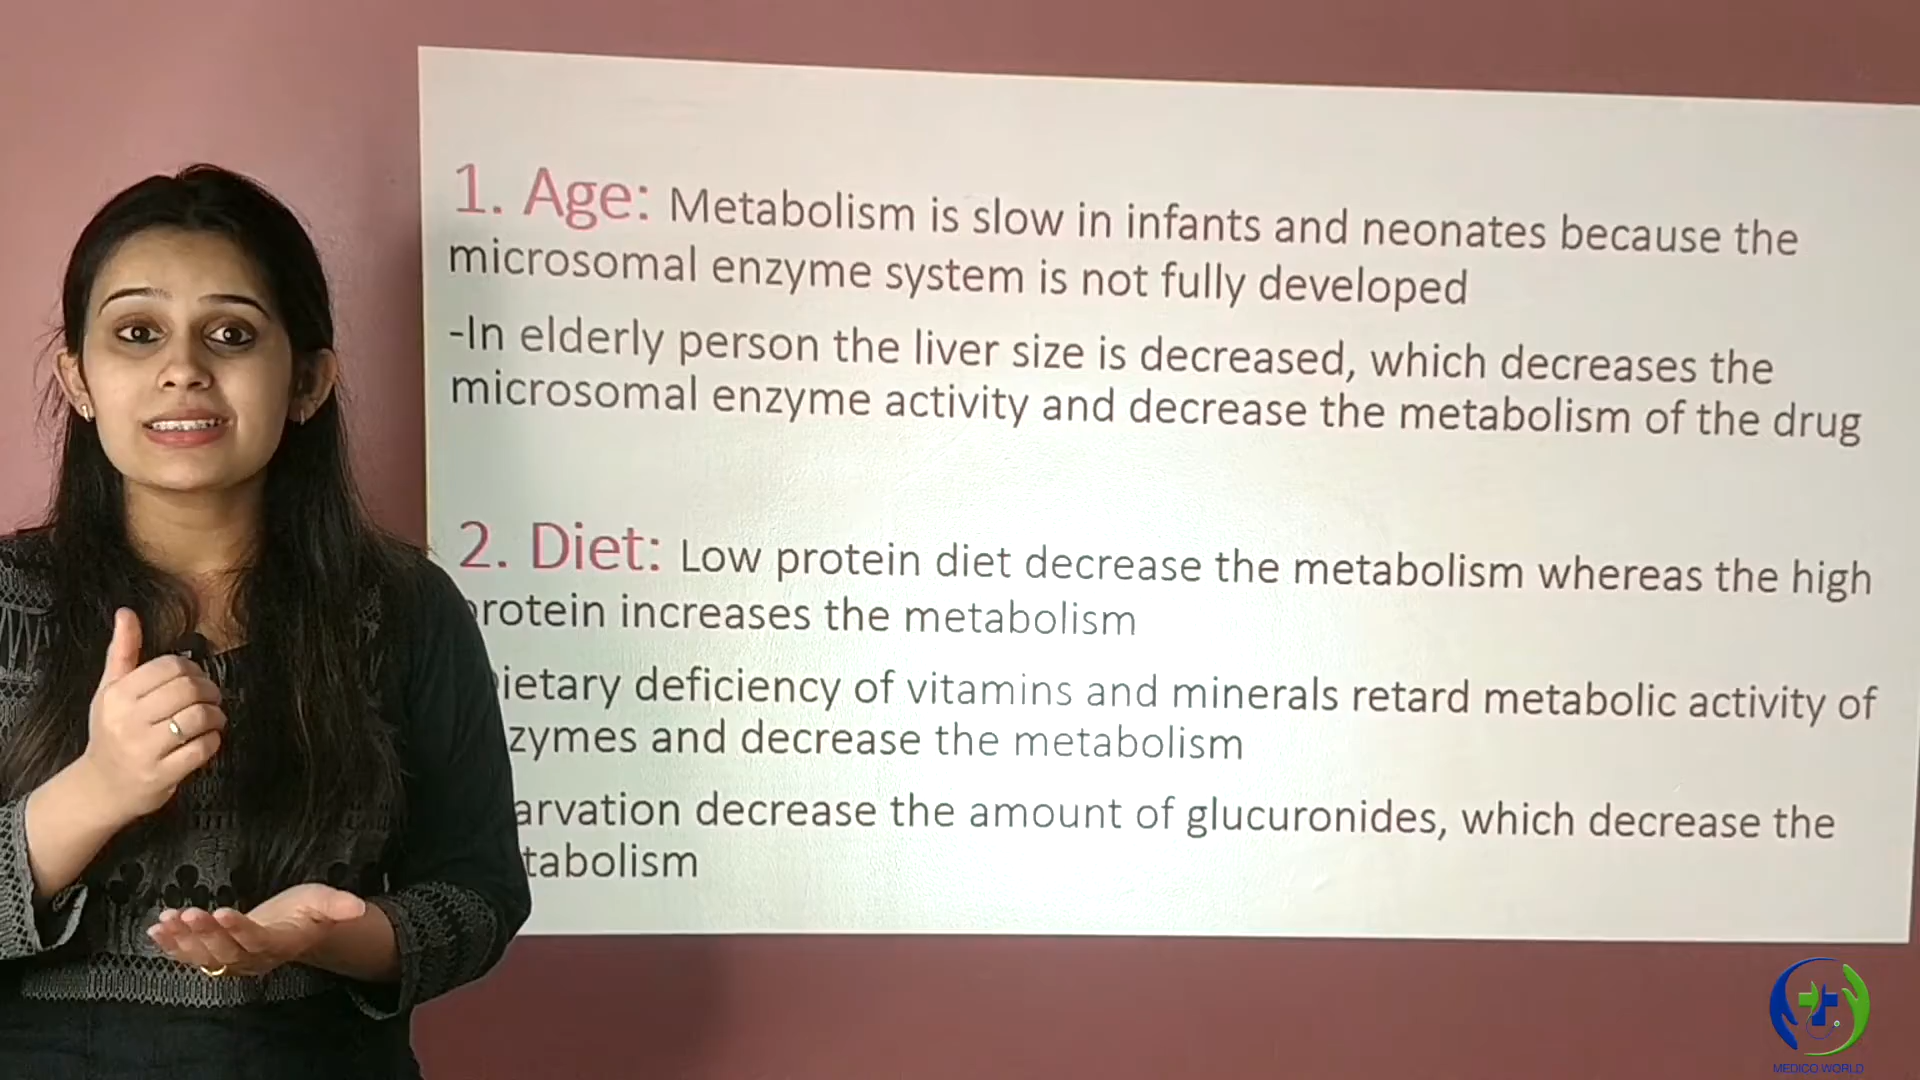 1. Age: Metabolism is slow in infants and neonates because the
microsomal enzyme system is not fully developed
-In elderly person the liver size is decreased, which decreases the
microsomal enzyme activity and decrease the metabolism of the drug
2. Diet: Low protein diet decrease the metabolism whereas the high
rotein increases the metabolism
ietary deficiency of vitamins and minerals retard metabolic activity of
zymes and decrease the metabolism
arvation decrease the amount of glucuronides, which decrease the
tabolism
MEDICO WORLD